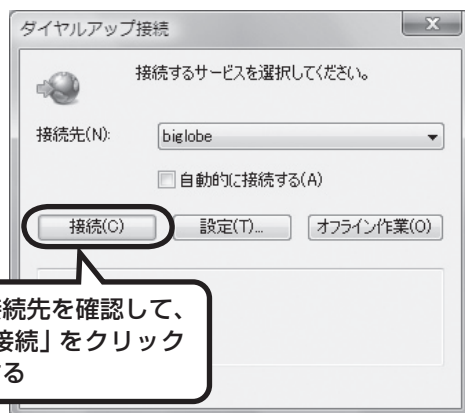 ダイヤルアップ接続
接続するサービスを選択してください。
接続先(N):
biglobe
自動的に接続する(A)
接続(C)
設定(T)...
オフライン作業(O)
続先を確認して、
接続」をクリック
る